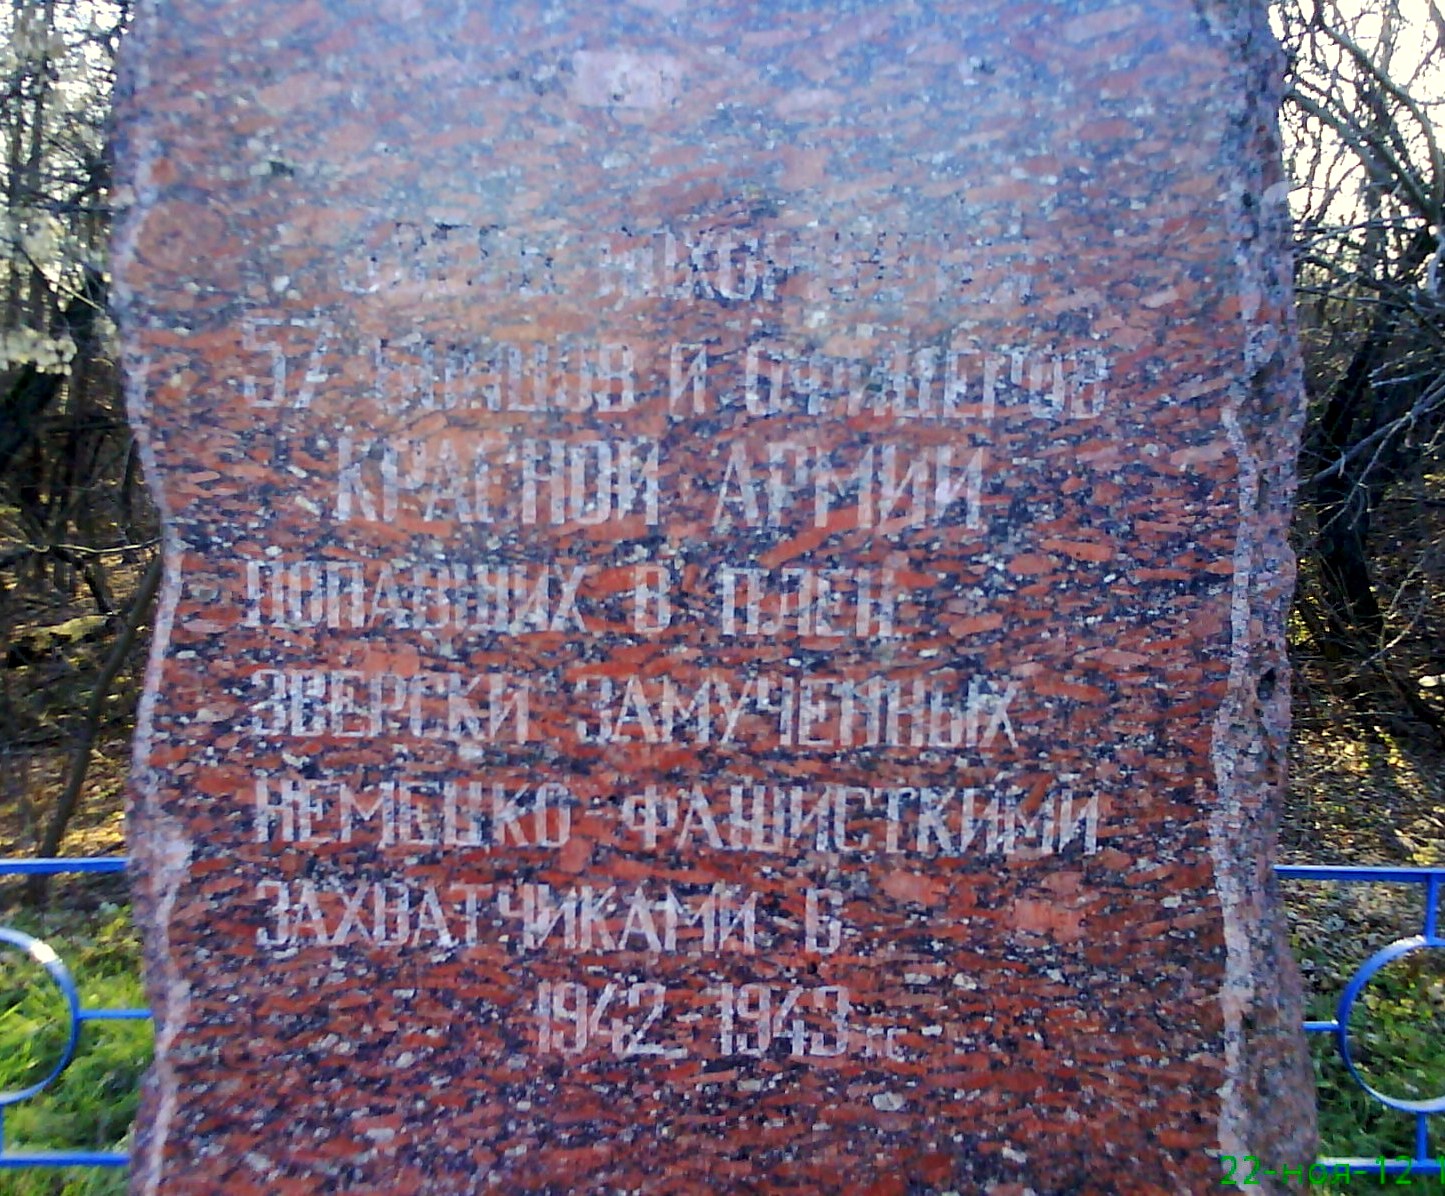 57 БОЙЦОВ И ОФИЦЕРОВ
КРАСНОЙ АРМИИ
ПОПАВШИХ В ПЛЕН
ЗВЕРСКИ ЗАМУЧЕННЫХ
НЕМЕЦКО-ФАШИСТКИМИ
ЗАХВАТЧИКАМИ В
1942-1943 гг
22-ноя-12